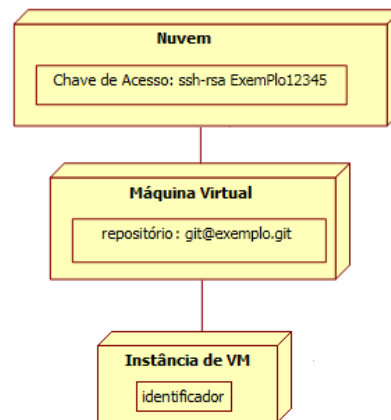 Nuvem
Chave de Acesso: ssh-rsa ExemPlo12345
Máquina Virtual
repositório: git@exemplo.git
Instância de VM
identificador